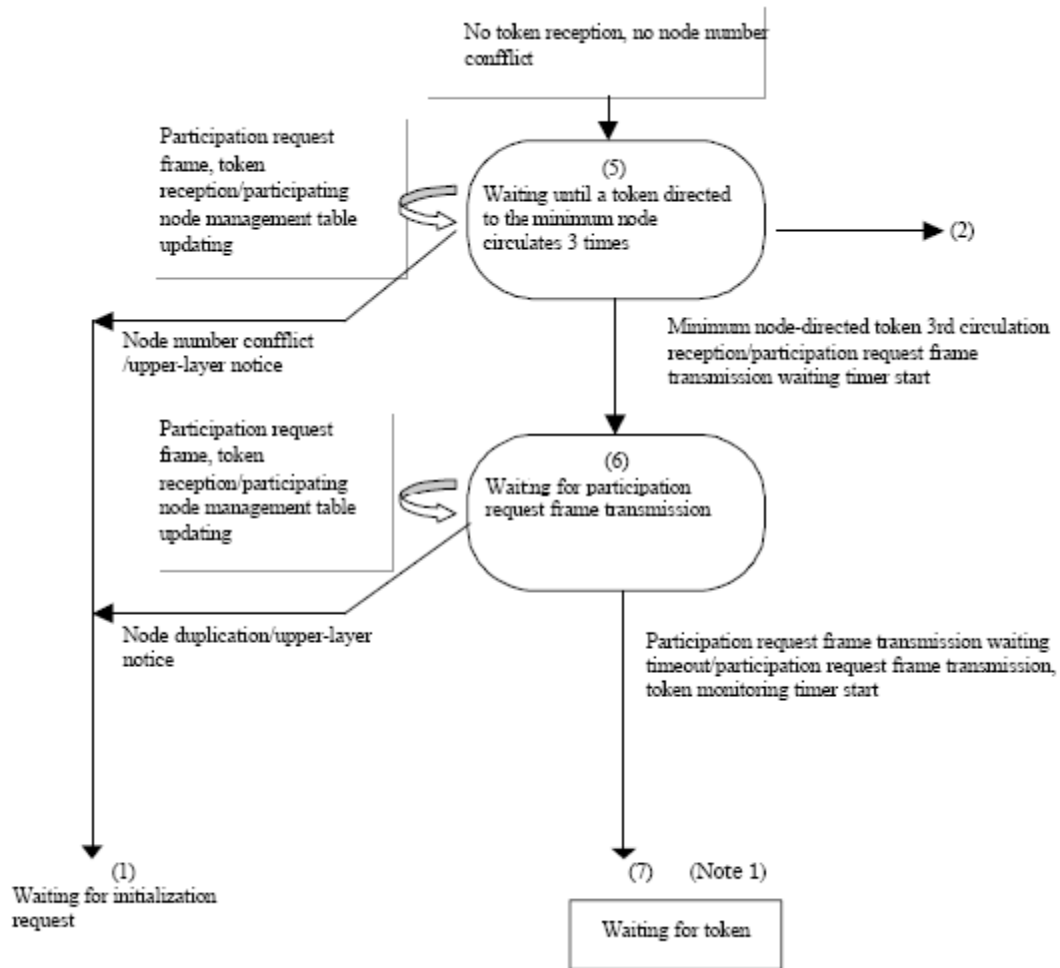 No token reception, no node number
confflict
Participation request
frame, token
reception/participating
node management table
updating
(5)
Waiting until a token directed
to the minimum node
circulates 3 times
(2)
Node number confflict
/upper-layer notice
Minimum node-directed token 3rd circulation
reception/participation request frame
transmission waiting timer start
Participation request
frame, token
reception/participating
node management table
updating
(6)
Waiting for participation
request frame transmission
Node duplication/upper-layer
notice
Participation request frame transmission waiting
timeout/participation request frame transmission,
token monitoring timer start
(1)
Waiting for initialization
request
(7) (Note 1)
Waiting for token